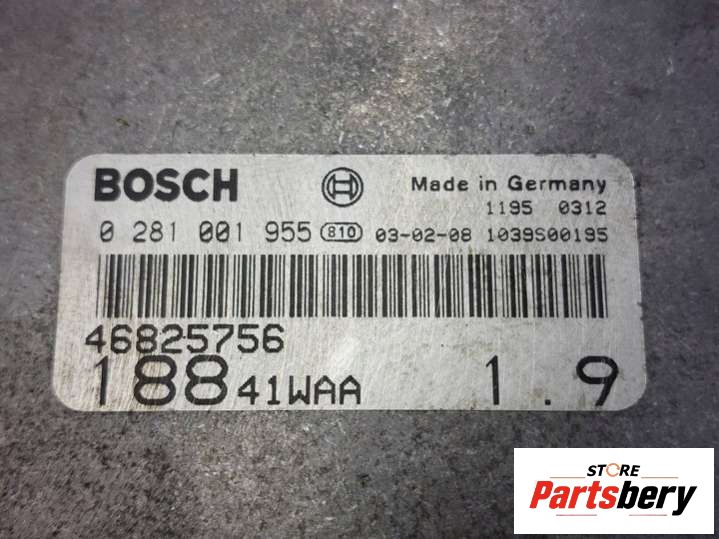 BOSCH Made in Germany
1195 0312
0 281 001 955 810 03-02-08 1039S00195
46825756
188 41WAA 1.9
STORE
Partsbery